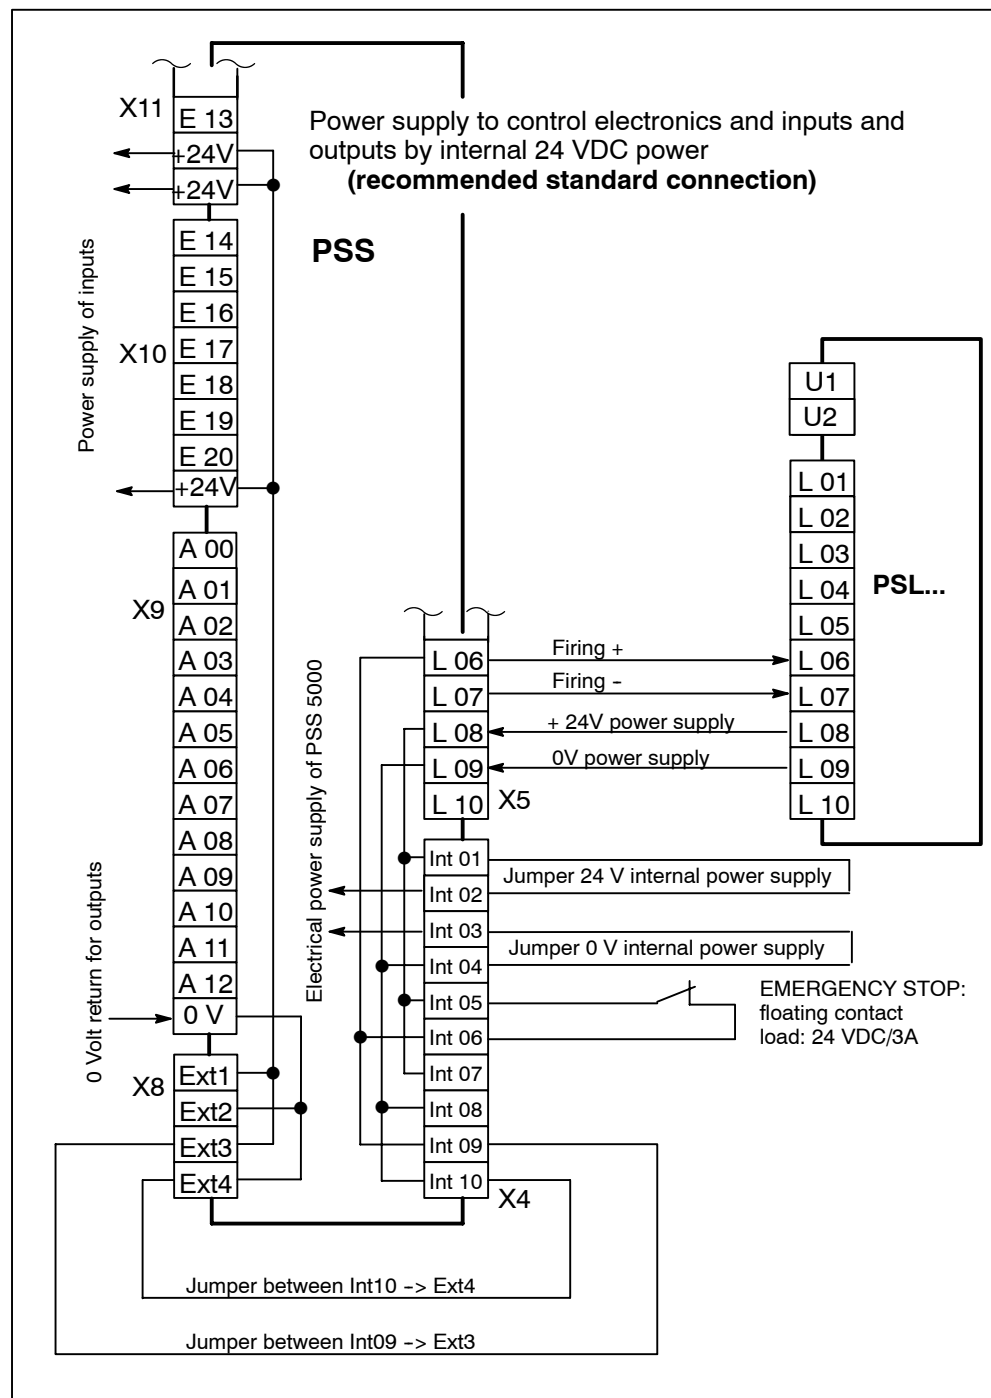 Power supply to control electronics and inputs and
outputs by internal 24 VDC power
(recommended standard connection)
PSS
X11
E 13
+24V
+24V
Power supply of inputs
X10
E 14
E 15
E 16
E 17
E 18
E 19
E 20
+24V
X9
A 00
A 01
A 02
A 03
A 04
A 05
A 06
A 07
A 08
A 09
A 10
A 11
A 12
0 V
0 Volt return for outputs
X8
Ext1
Ext2
Ext3
Ext4
Electrical power supply of PSS 5000
L 06
L 07
L 08
L 09
L 10
X5
Firing +
Firing -
+ 24V power supply
0V power supply
U1
U2
L 01
L 02
L 03
L 04
L 05
L 06
L 07
L 08
L 09
L 10
PSL...
Int 01
Int 02
Int 03
Int 04
Int 05
Int 06
Int 07
Int 08
Int 09
Int 10
X4
Jumper 24 V internal power supply
Jumper 0 V internal power supply
EMERGENCY STOP:
floating contact
load: 24 VDC/3A
Jumper between Int10 -> Ext4
Jumper between Int09 -> Ext3